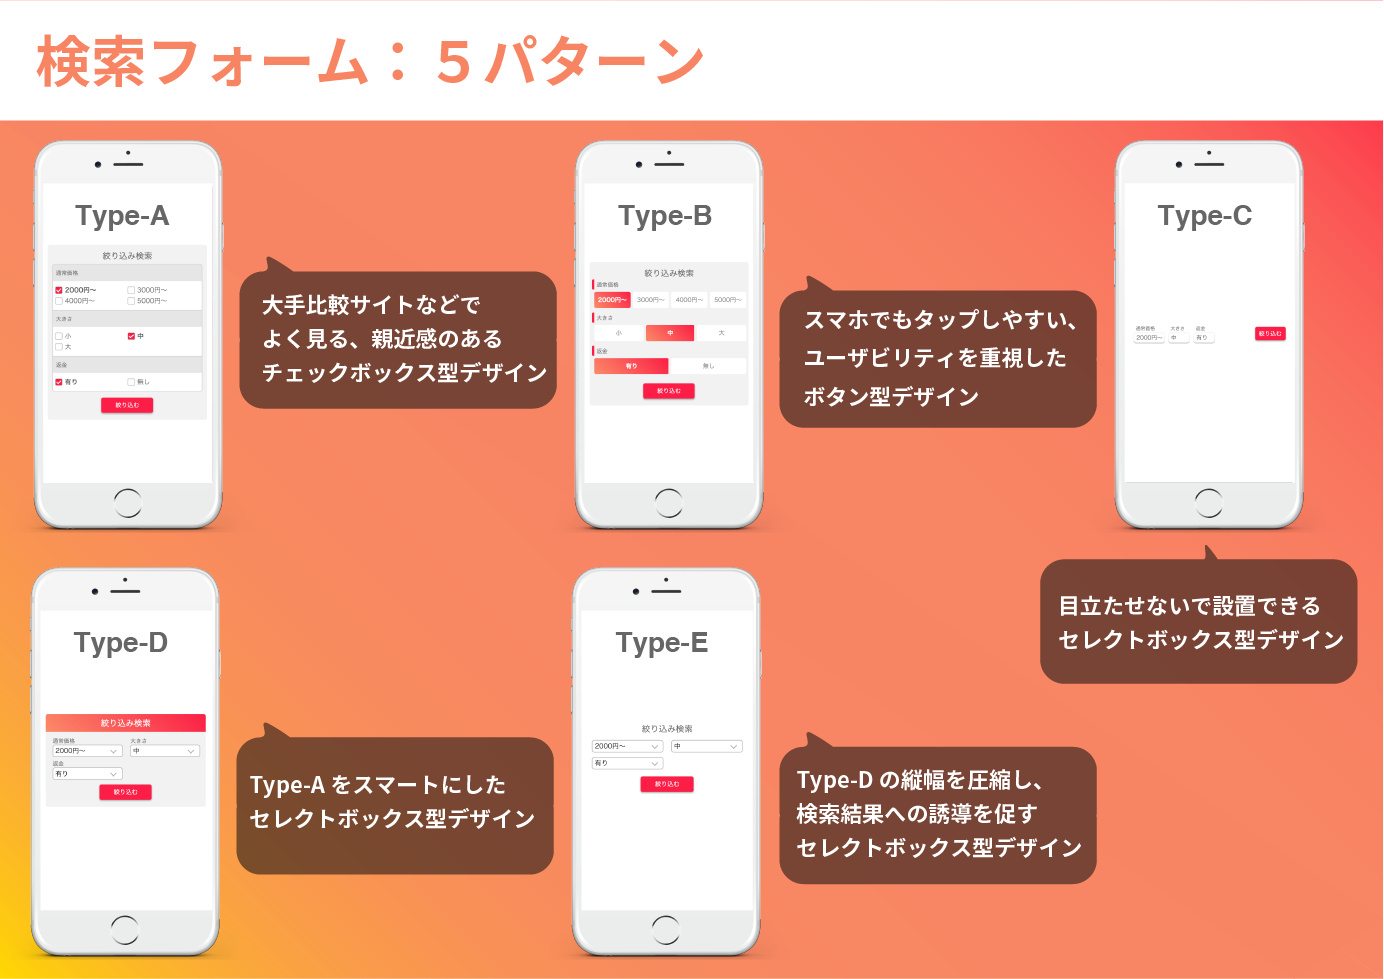 検索フォーム：５パターン
Type-A
絞り込み検索
通常価格
2000円〜 3000円〜
4000円〜 5000円〜
大きさ
小 中
大
返金
有り 無し
絞り込む
大手比較サイトなどで
よく見る、親近感のある
チェックボックス型デザイン
Type-B
絞り込み検索
通常価格
2000円〜 3000円〜 4000円〜 5000円〜
大きさ
小 中 大
返金
有り 無し
絞り込む
スマホでもタップしやすい、
ユーザビリティを重視した
ボタン型デザイン
Type-C
通常価格 大きさ 返金
2000円〜 中 有り
絞り込む
目立たせないで設置できる
セレクトボックス型デザイン
Type-D
絞り込み検索
通常価格 大きさ
2000円〜 中
返金
有り
絞り込む
Type-A をスマートにした
セレクトボックス型デザイン
Type-E
絞り込み検索
2000円〜 中
有り
絞り込む
Type-D の縦幅を圧縮し、
検索結果への誘導を促す
セレクトボックス型デザイン